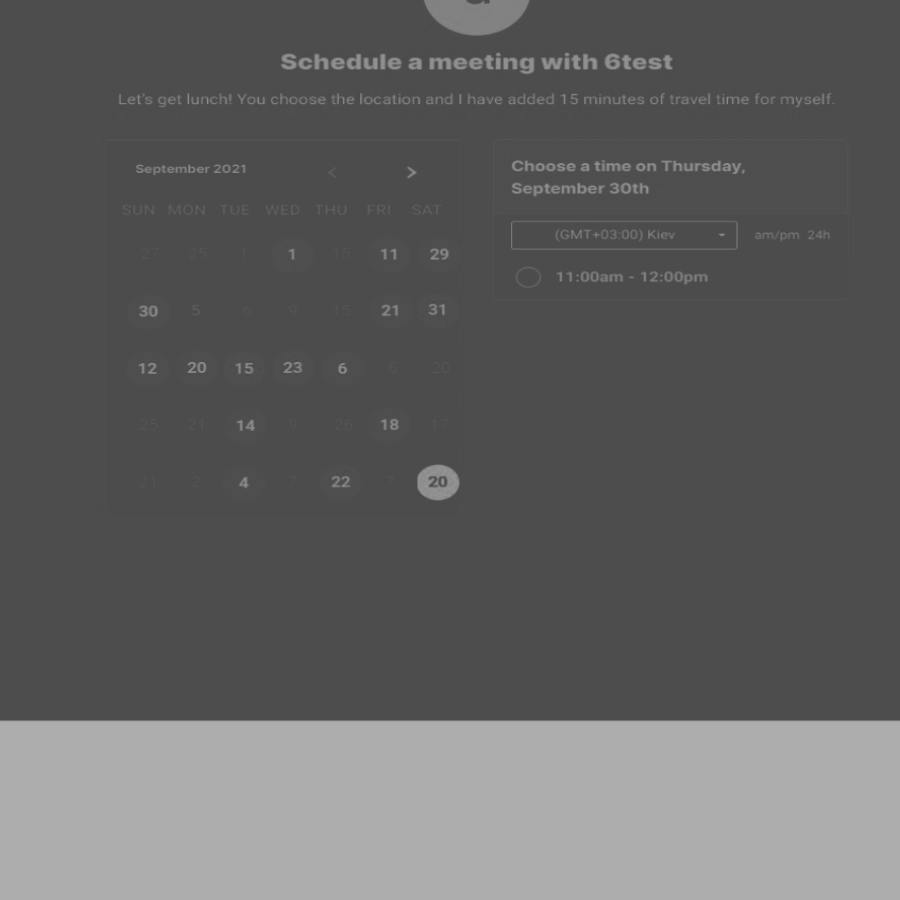 Schedule a meeting with 6test
Let's get lunch! You choose the location and I have added 15 minutes of travel time for myself.
September 2021 < >
SUN MON TUE WED THU FRI SAT
27 25 1 1 15 11 29
30 5 6 9 15 21 31
12 20 15 23 6 6 20
25 21 14 9 26 18 17
21 2 4 7 22 7 20
Choose a time on Thursday,
September 30th
(GMT+03:00) Kiev am/pm 24h
11:00am - 12:00pm